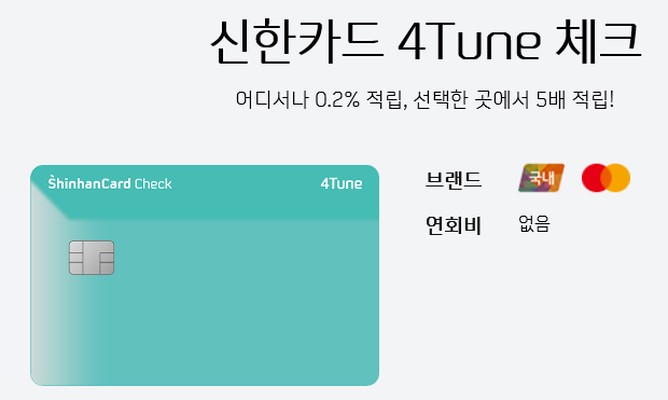 신한카드 4Tune 체크
어디서나 0.2% 적립, 선택한 곳에서 5배 적립!
ShinhanCard Check
4Tune
브랜드
국내
연회비
없음